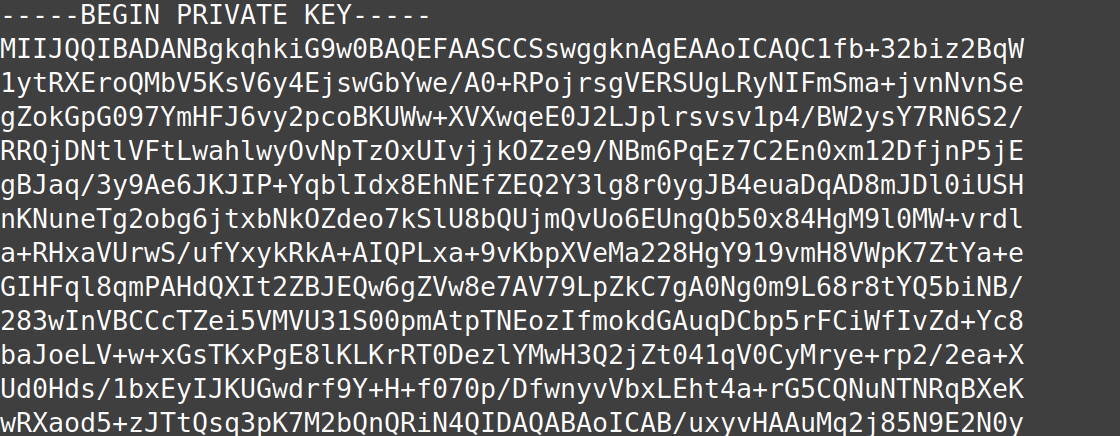 -----BEGIN PRIVATE KEY-----
MIIJQQIBADANBgkqhkiG9w0BAQEFAASCCSswggknAgEAAoICAQC1fb+32biz2BqW
1ytRXEroQMbV5KsV6y4EjswGbYwe/A0+RPojrsgVERSUgLRyNIFmSma+jvnNvnSe
gZokGpG097YmHFJ6vy2pcoBKUWw+XVXwqeE0J2LJplrsvsv1p4/BW2ysY7RN6S2/
RRQjDNtlVFtLwahlwyOvNpTzOxUIvjjkOZze9/NBm6PqEz7C2En0xm12DfjnP5jE
gBJaq/3y9Ae6JKJIP+YqblIdx8EhNEfZEQ2Y3lg8r0ygJB4euaDqAD8mJDl0iUSH
nKNuneTg2obg6jtxbNkOZdeo7kSlU8bQUjmQvUo6EUngQb50x84HgM9l0MW+vrdl
a+RHxaVUrwS/ufYxykRkA+AIQPLxa+9vKbpXVeMa228HgY919vmH8VWpK7ZtYa+e
GIHFql8qmPAHdQXIt2ZBJEQw6gZVw8e7AV79LpZkC7gA0Ng0m9L68r8tYQ5biNB/
283wInVBCCcTZei5VMVU31S00pmAtpTNEozIfmokdGAuqDCbp5rFCiWfIvZd+Yc8
baJoeLV+w+xGsTKxPgE8lKLKrRT0DezlYMwH3Q2jZt041qV0CyMrye+rp2/2ea+X
Ud0Hds/1bxEyIJKUGwdrf9Y+H+f070p/DfwnyvVbxLEht4a+rG5CQNuNTNRqBXeK
wRXaod5+zJTtQsq3pK7M2bQnQRiN4QIDAQABAoICAB/uxyvHAAuMq2j85N9E2N0y